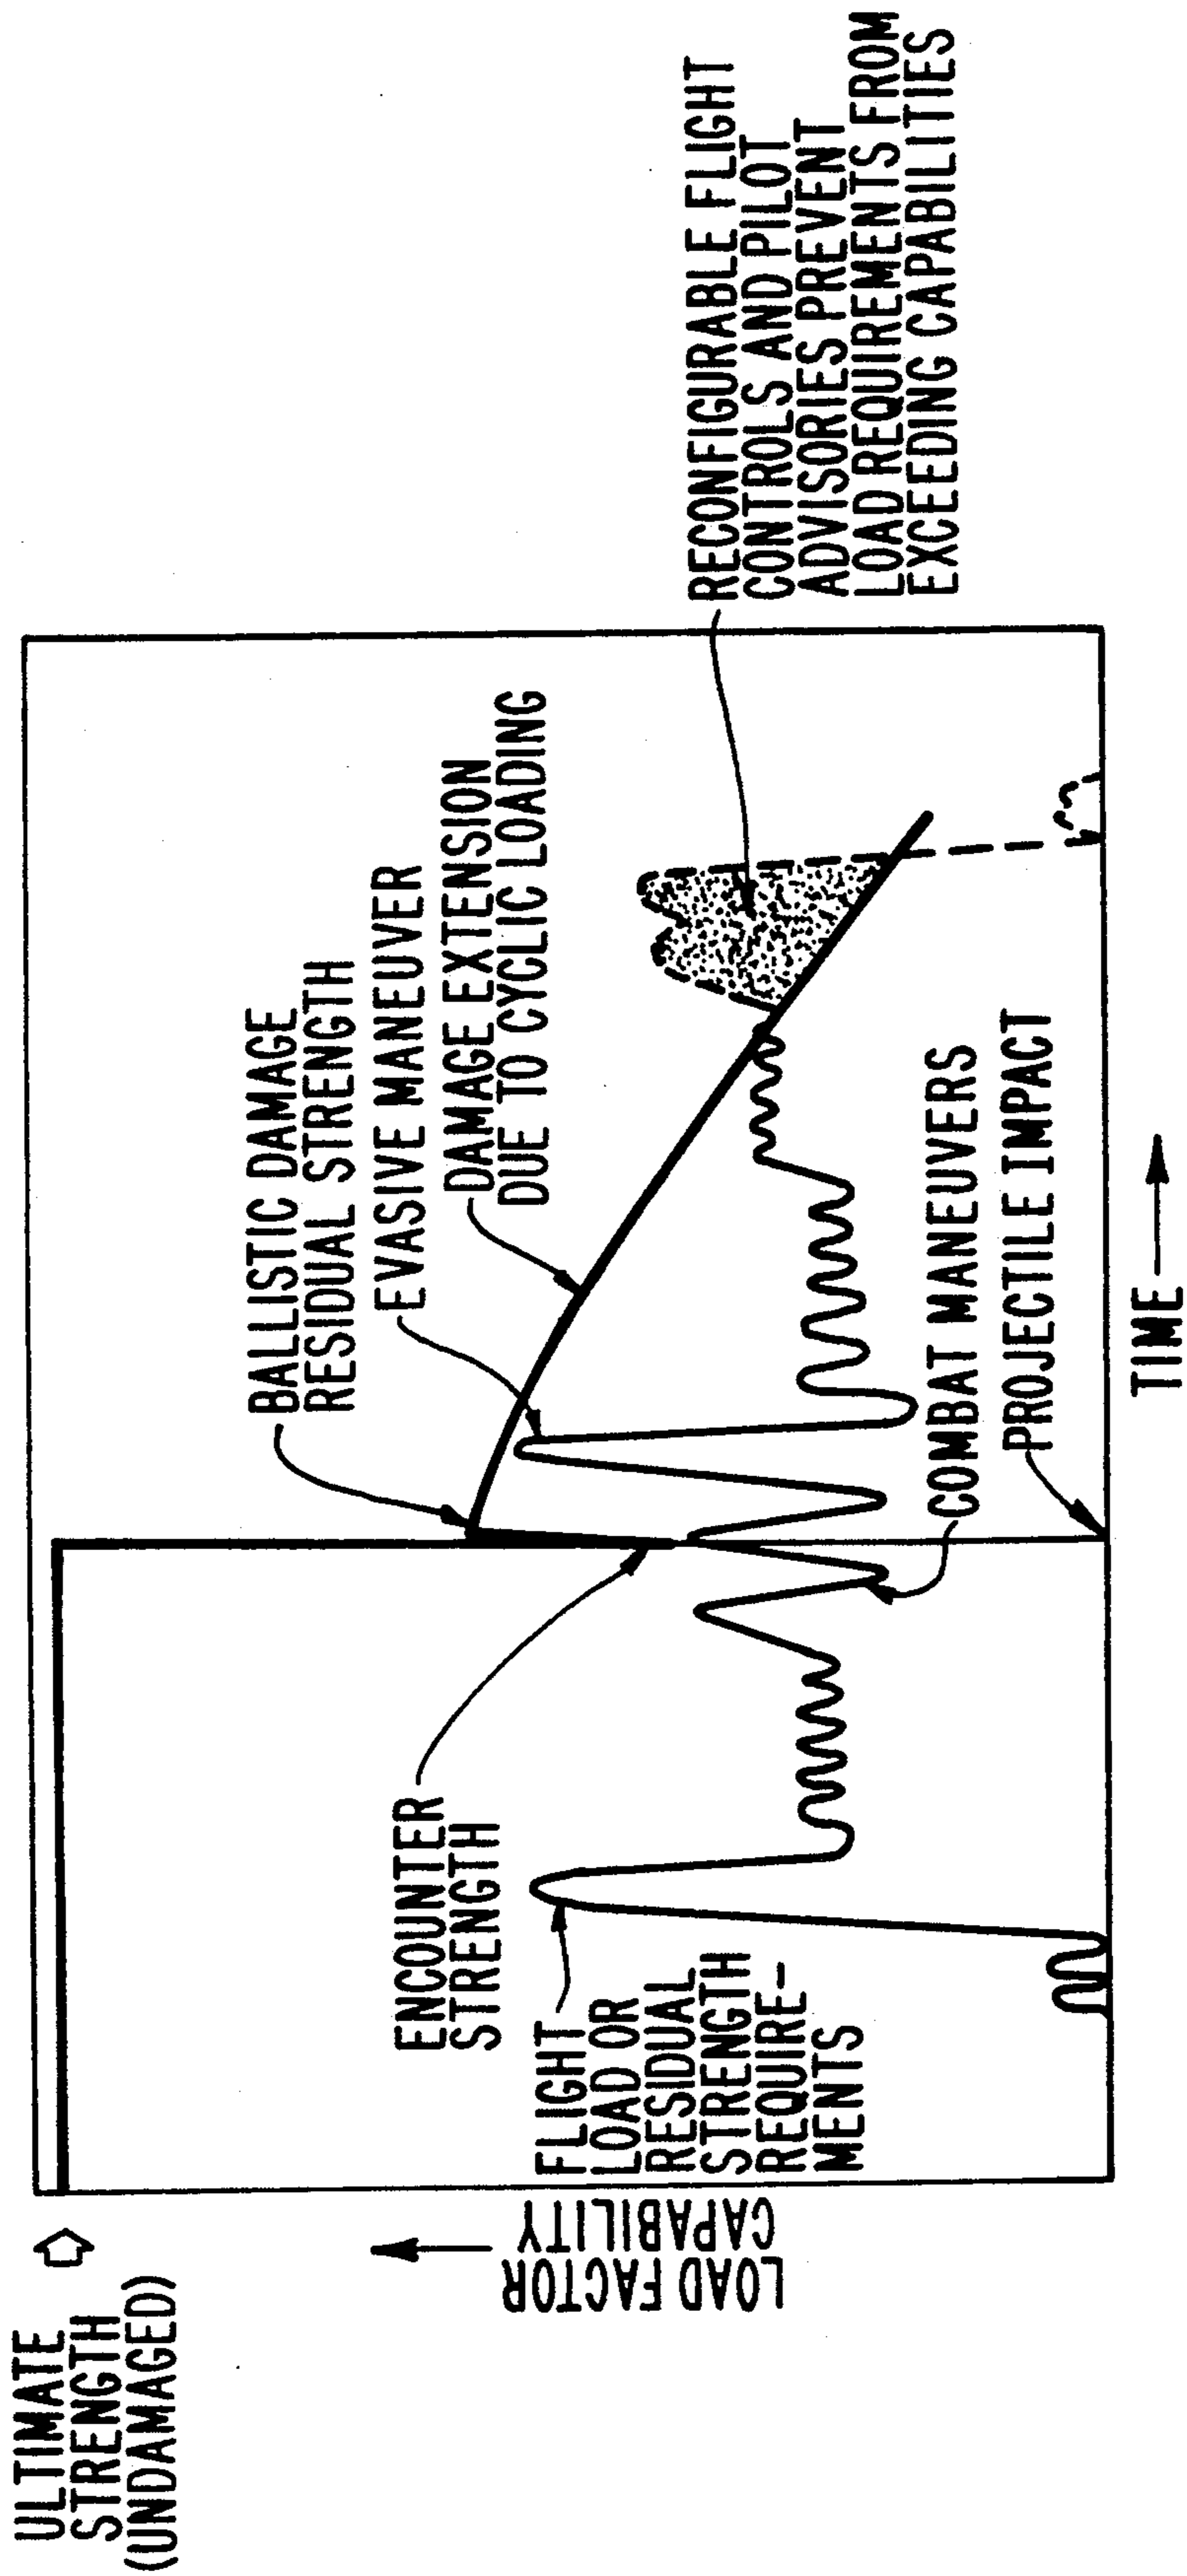 ULTIMATE
STRENGTH
(UNDAMAGED)
LOAD FACTOR
CAPABILITY
FLIGHT
LOAD OR
RESIDUAL
STRENGTH
REQUIRE-
MENTS
ENCOUNTER
STRENGTH
BALLISTIC DAMAGE
RESIDUAL STRENGTH
EVASIVE MANEUVER
DAMAGE EXTENSION
DUE TO CYCLIC LOADING
COMBAT MANEUVERS
PROJECTILE IMPACT
TIME
RECONFIGURABLE FLIGHT
CONTROLS AND PILOT
ADVISORIES PREVENT
LOAD REQUIREMENTS FROM
EXCEEDING CAPABILITIES